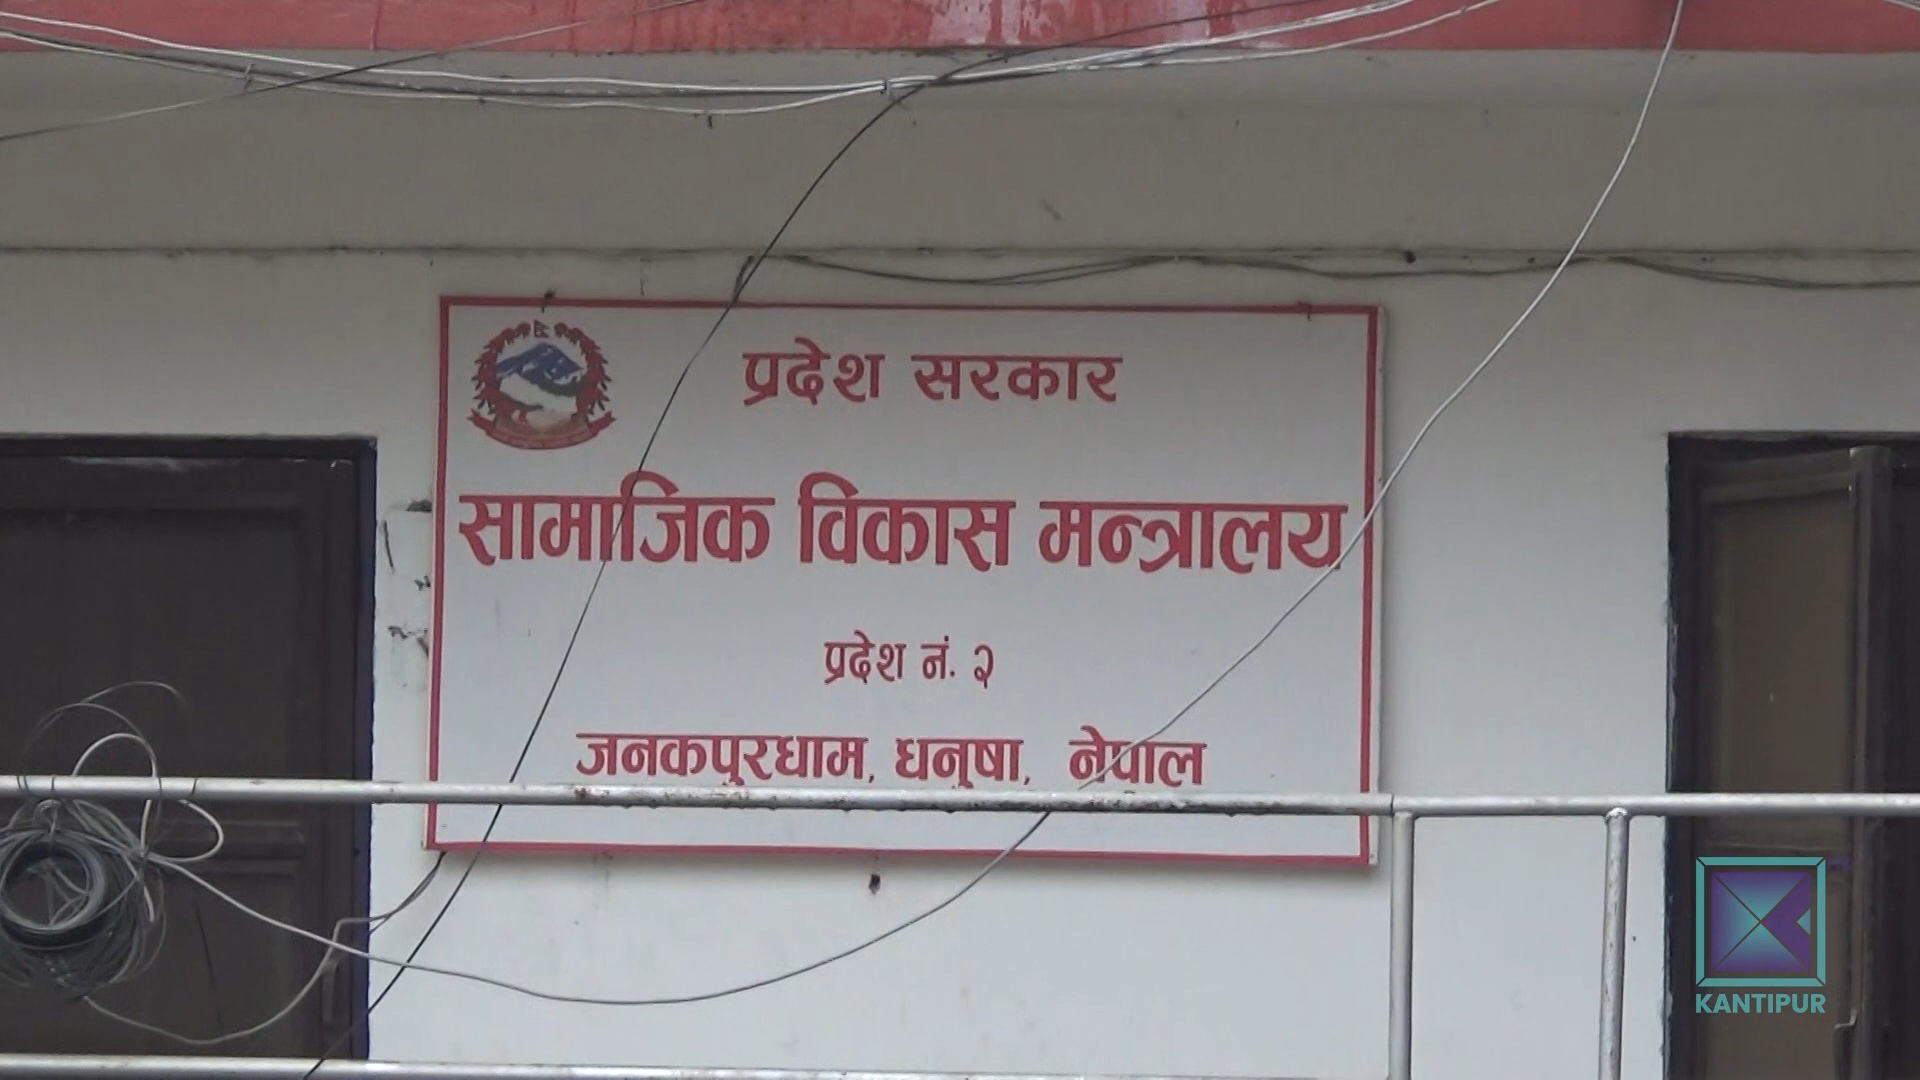 प्रदेश सरकार
सामाजिक विकास मन्त्रालय
प्रदेश नं. २
जनकपुरधाम, धनुषा, नेपाल
KANTIPUR